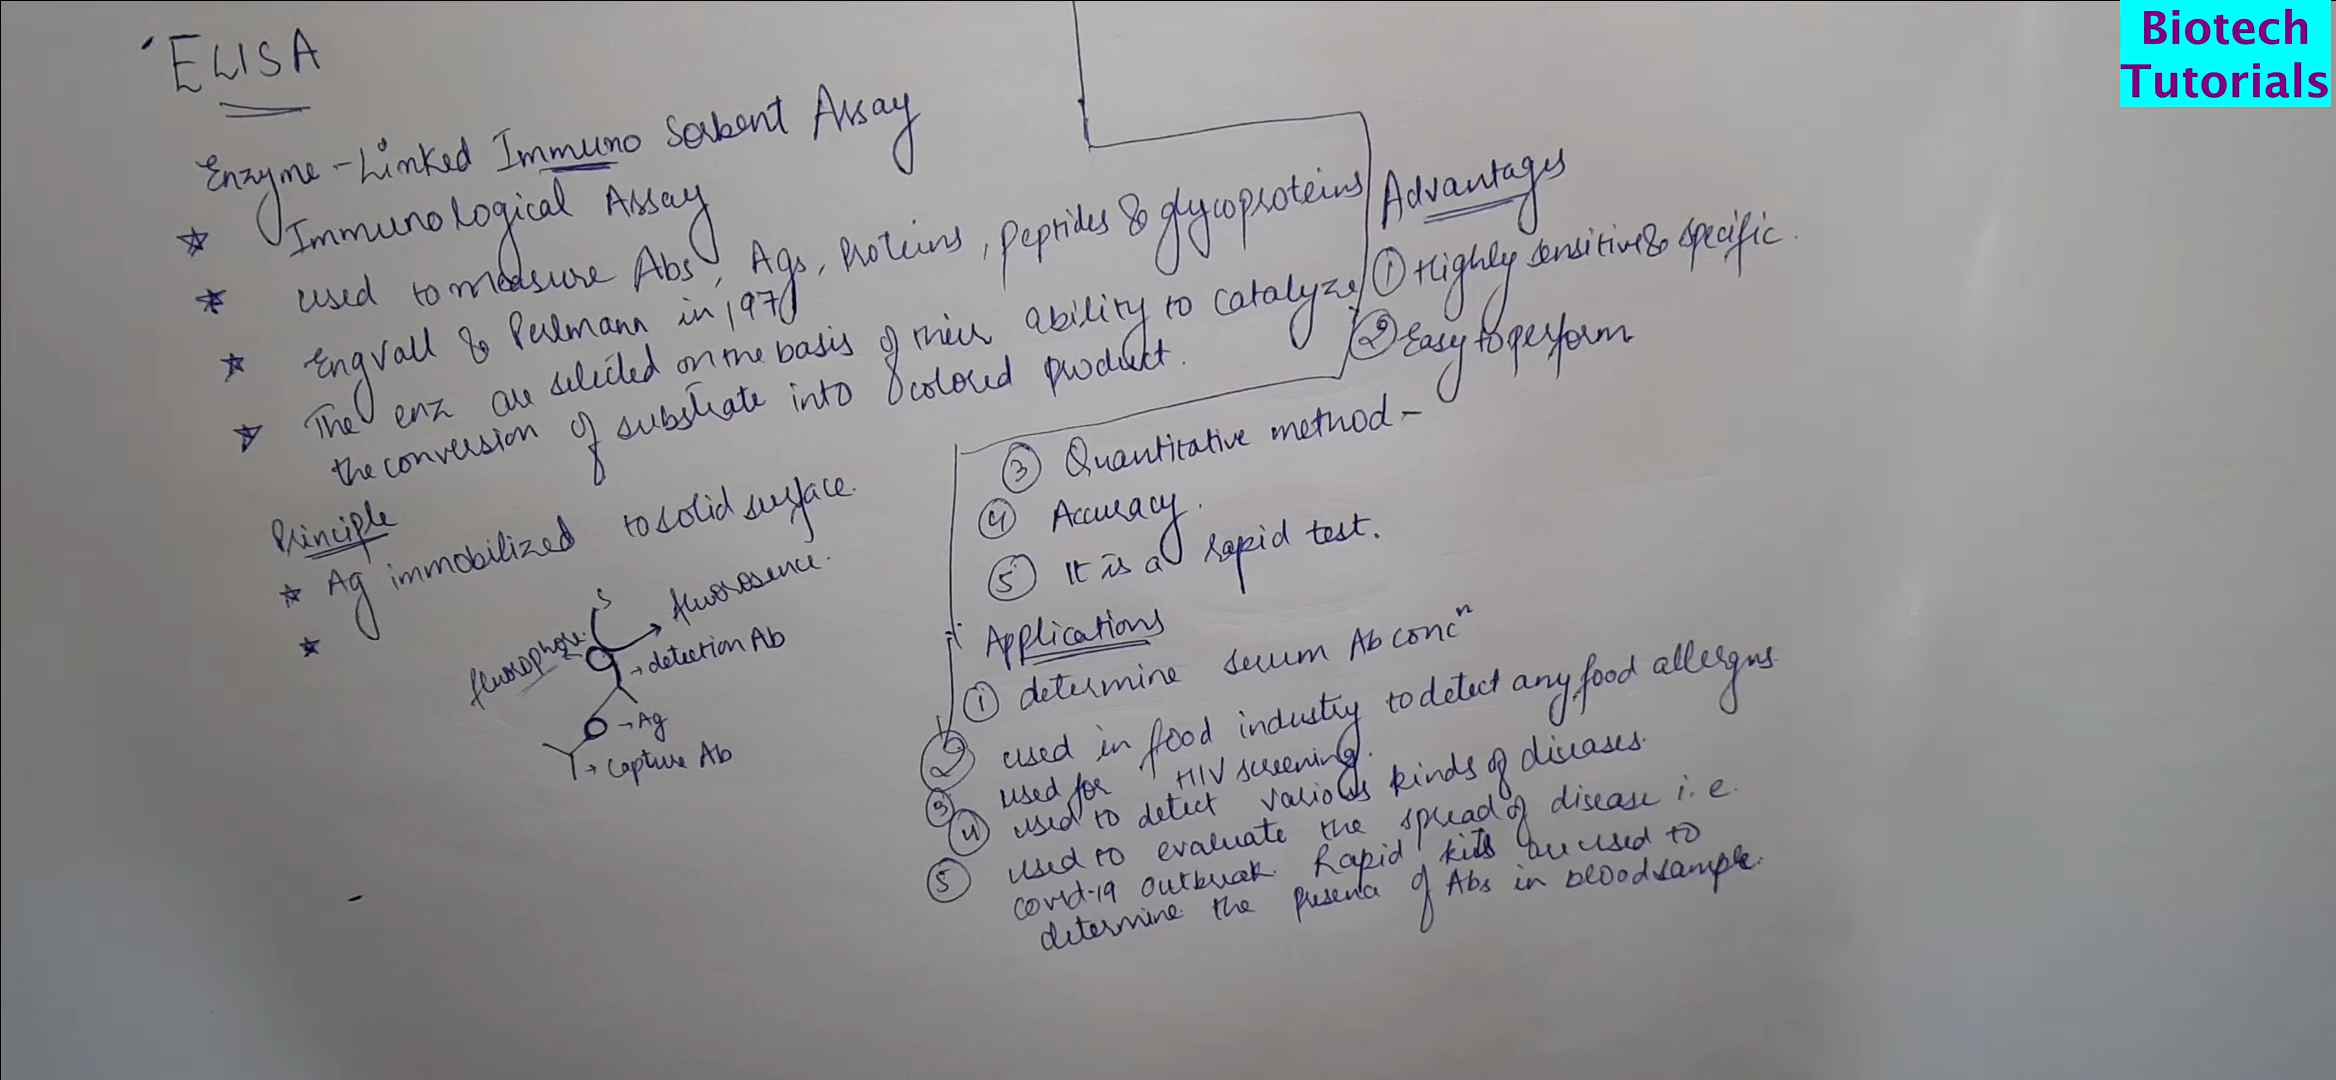 ELISA
Enzyme-Linked Immuno Sorbent Assay
Immunological Assay
used to measure Abs, Ags, Proteins, peptides & glycoproteins
Engvall & Perlmann in 1971
The enz are selected on the basis of their ability to catalyze
the conversion of substrate into colored product.
Principle
Ag immobilized to solid surface.
S
fluorophore
fluorosence.
detection Ab
Ag
capture Ab
Advantages
① Highly sensitive & specific.
② Easy to perform
③ Quantitative method -
④ Accuracy.
⑤ It is a rapid test.
Applications
① determine serum Ab concⁿ
② used in food industry to detect any food allergns.
③ used for HIV screening.
④ used to detect various kinds of diseases.
⑤ used to evaluate the spread of disease i.e.
covid-19 outbreak. Rapid kits are used to
determine the presence of Abs in blood sample.
Biotech
Tutorials